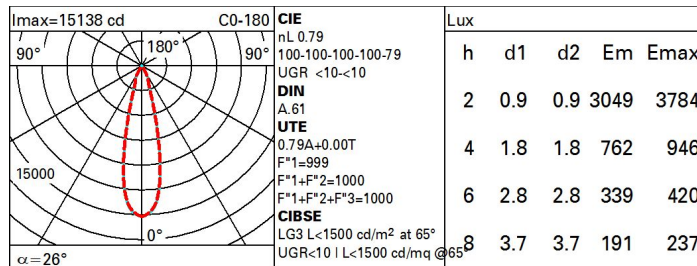 Imax=15138 cd C0-180
90° 180° 90°
15000
0°
α=26°
CIE
nL 0.79
100-100-100-100-79
UGR <10-<10
DIN
A.61
UTE
0.79A+0.00T
F"1=999
F"1+F"2=1000
F"1+F"2+F"3=1000
CIBSE
LG3 L<1500 cd/m² at 65°
UGR<10 | L<1500 cd/mq @65°
Lux
h d1 d2 Em Emax
2 0.9 0.9 3049 3784
4 1.8 1.8 762 946
6 2.8 2.8 339 420
8 3.7 3.7 191 237